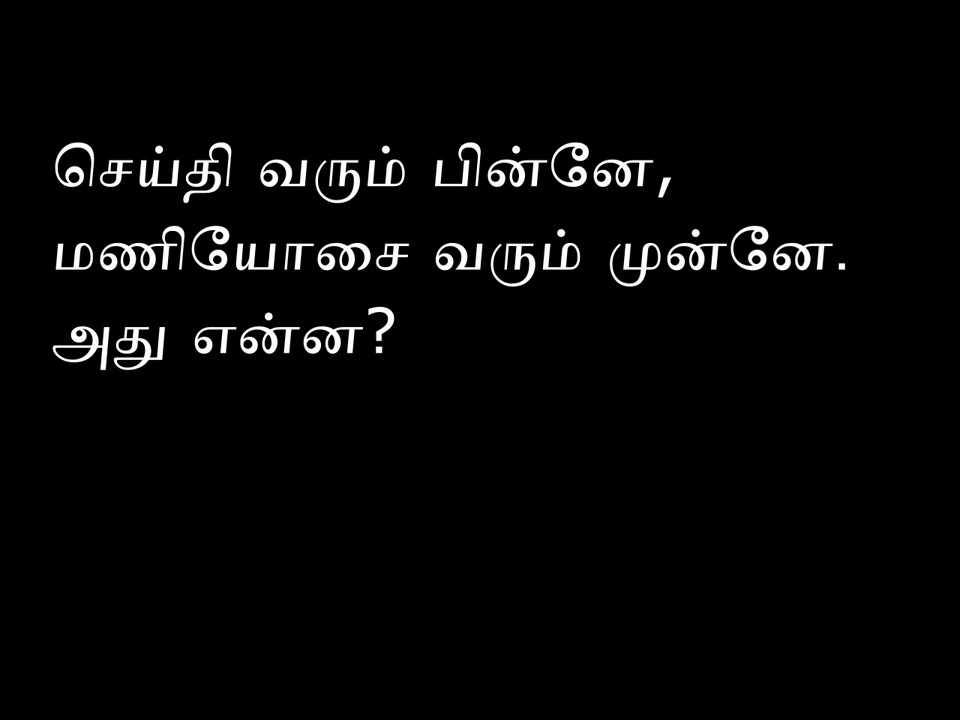 செய்தி வரும் பின்னே,
மணியோசை வரும் முன்னே.
அது என்ன?